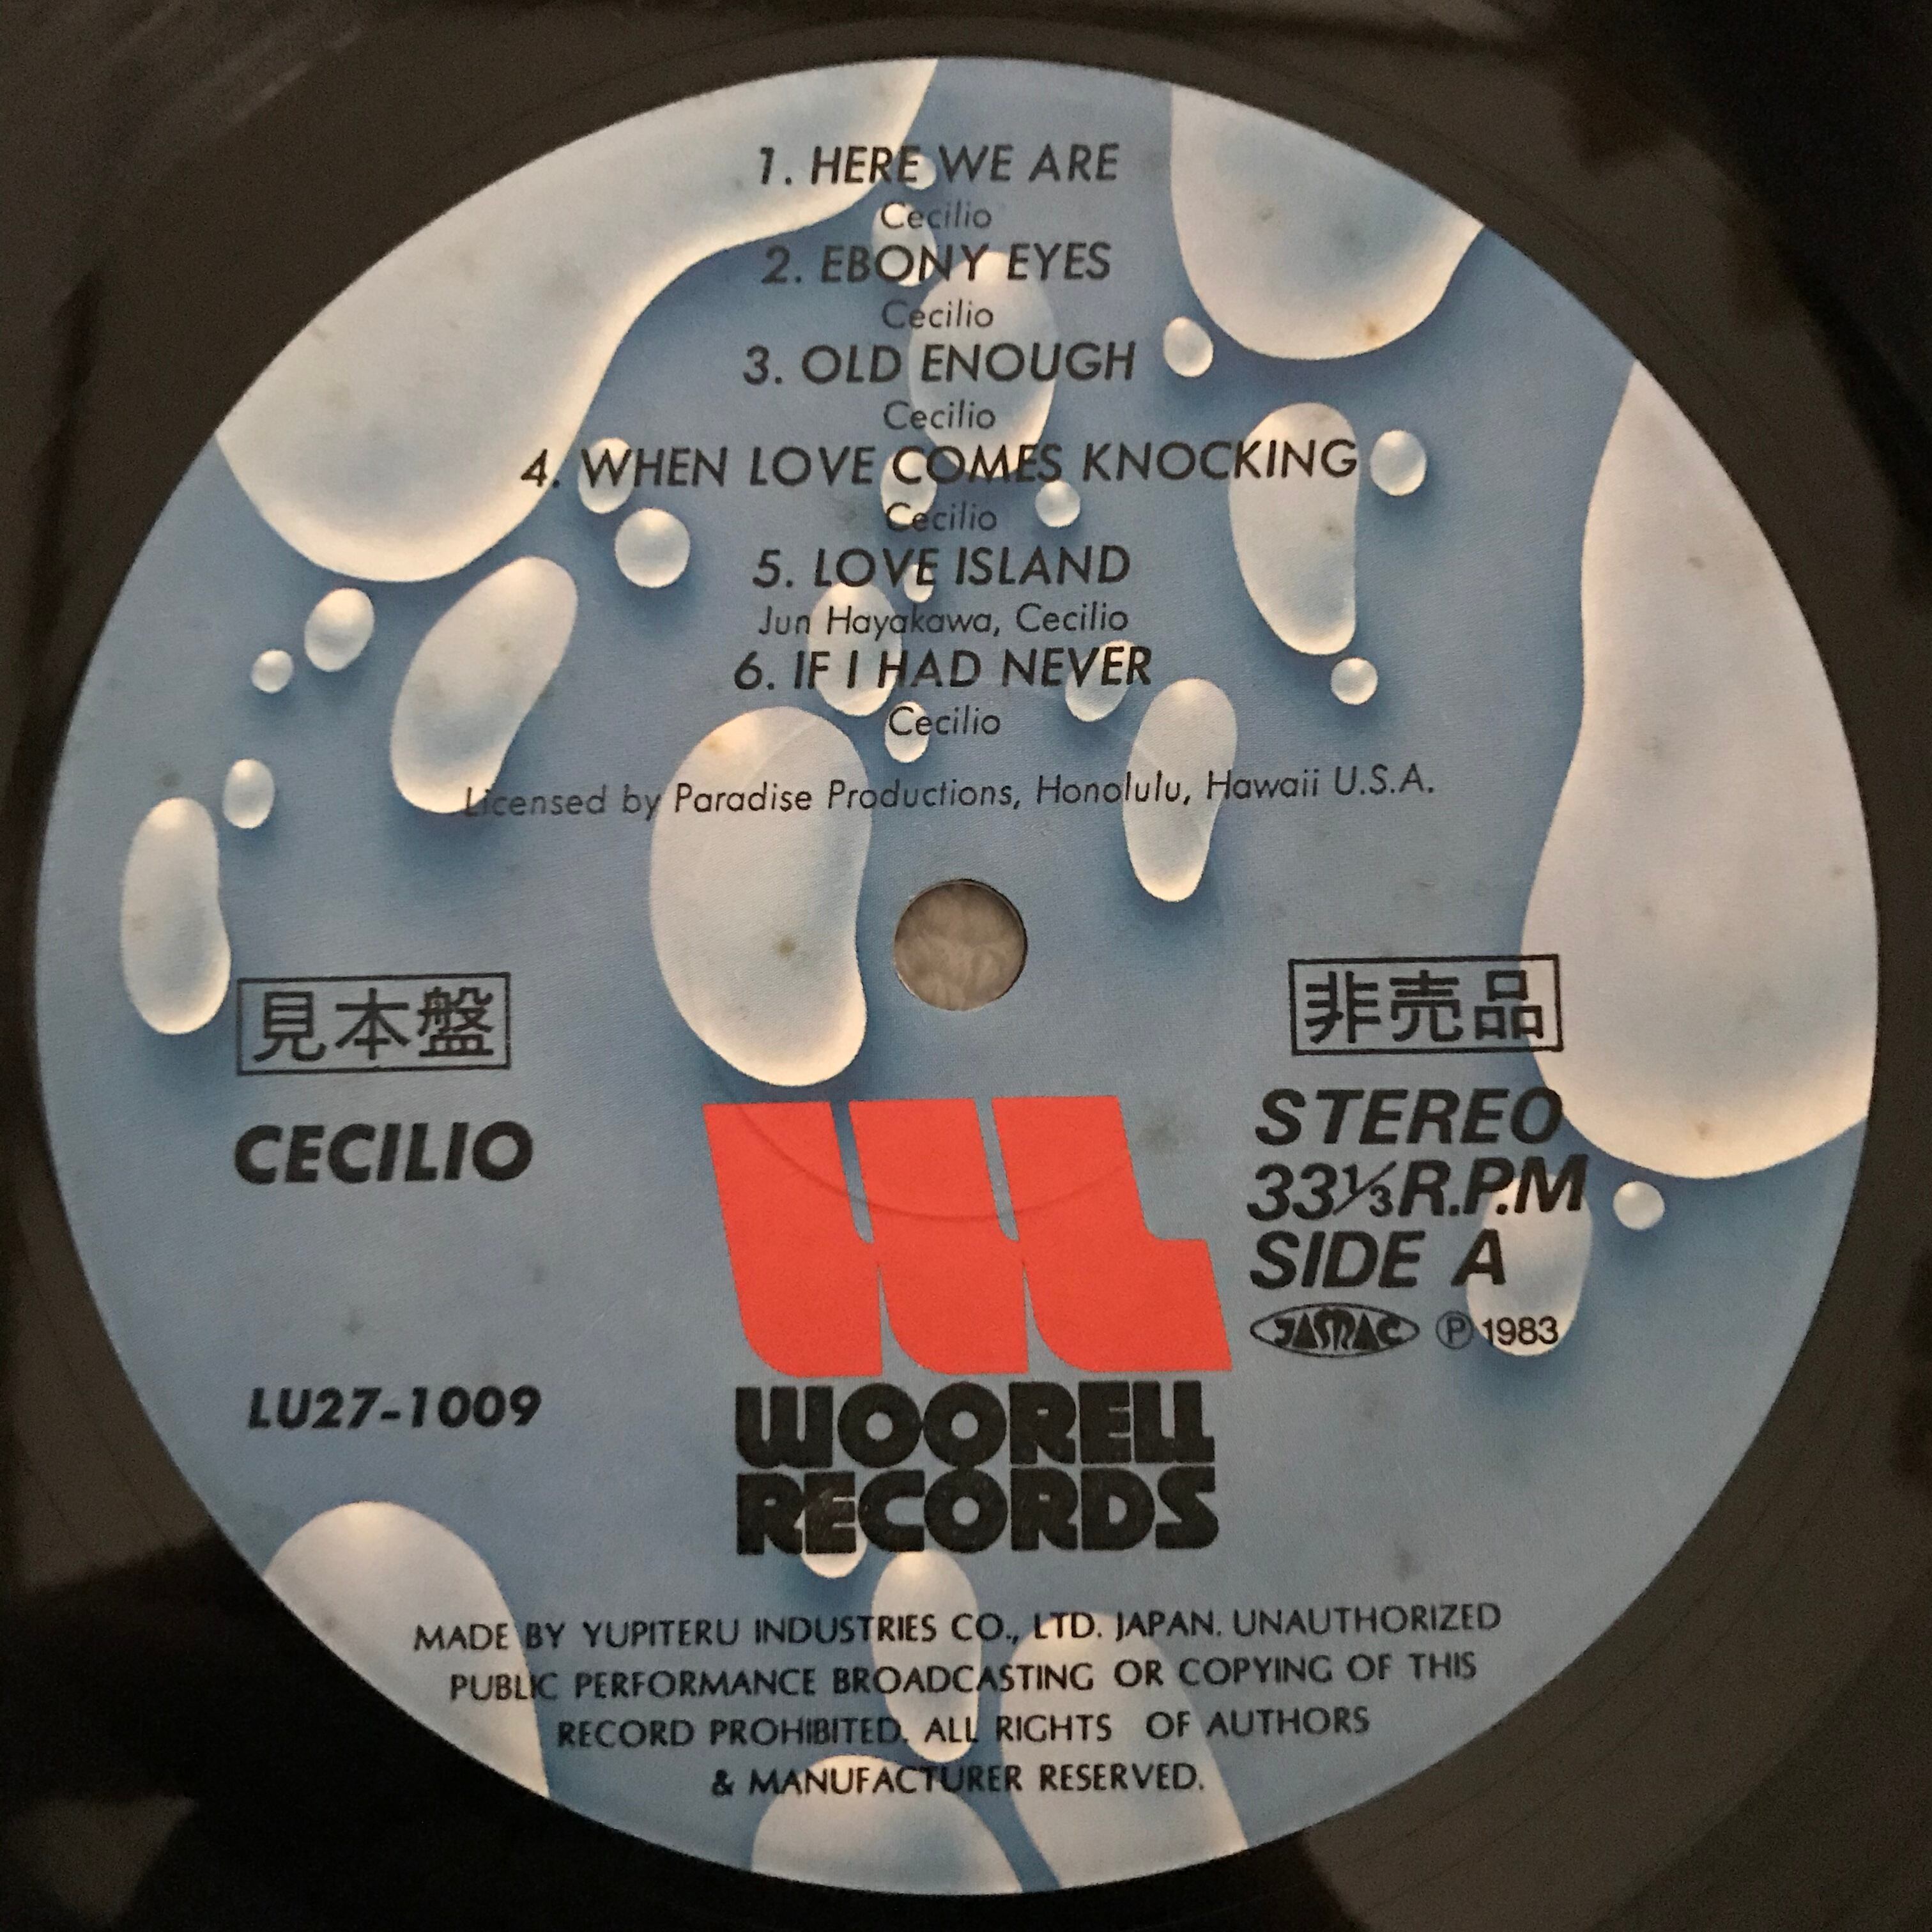 1. HERE WE ARE
Cecilio
2. EBONY EYES
Cecilio
3. OLD ENOUGH
Cecilio
4. WHEN LOVE COMES KNOCKING
Cecilio
5. LOVE ISLAND
Jun Hayakawa, Cecilio
6. IF I HAD NEVER
Cecilio
Licensed by Paradise Productions, Honolulu, Hawaii U.S.A.
見本盤
CECILIO
LU27-1009
非売品
STEREO
33⅓R.P.M
SIDE A
JASRAC Ⓟ 1983
WOORELL
RECORDS
MADE BY YUPITERU INDUSTRIES CO., LTD. JAPAN. UNAUTHORIZED
PUBLIC PERFORMANCE BROADCASTING OR COPYING OF THIS
RECORD PROHIBITED. ALL RIGHTS OF AUTHORS
& MANUFACTURER RESERVED.